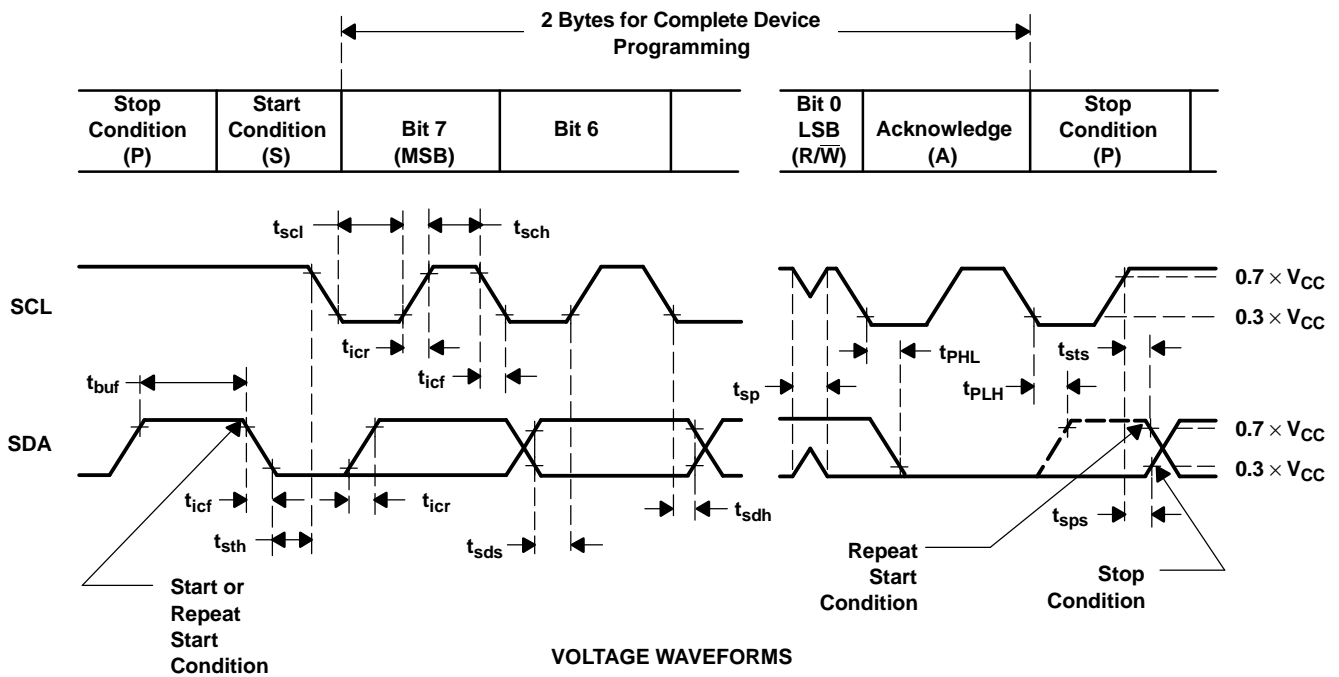 2 Bytes for Complete Device
Programming
Stop
Condition
(P)
Start
Condition
(S)
Bit 7
(MSB)
Bit 6
Bit 0
LSB
(R/W̅)
Acknowledge
(A)
Stop
Condition
(P)
tscl
tsch
SCL
0.7 × VCC
0.3 × VCC
ticr
ticf
tPHL
tsts
tbuf
tsp
tPLH
SDA
0.7 × VCC
0.3 × VCC
ticf
ticr
tsdh
tsth
tsds
tsps
Repeat
Start
Condition
Stop
Condition
Start or
Repeat
Start
Condition
VOLTAGE WAVEFORMS